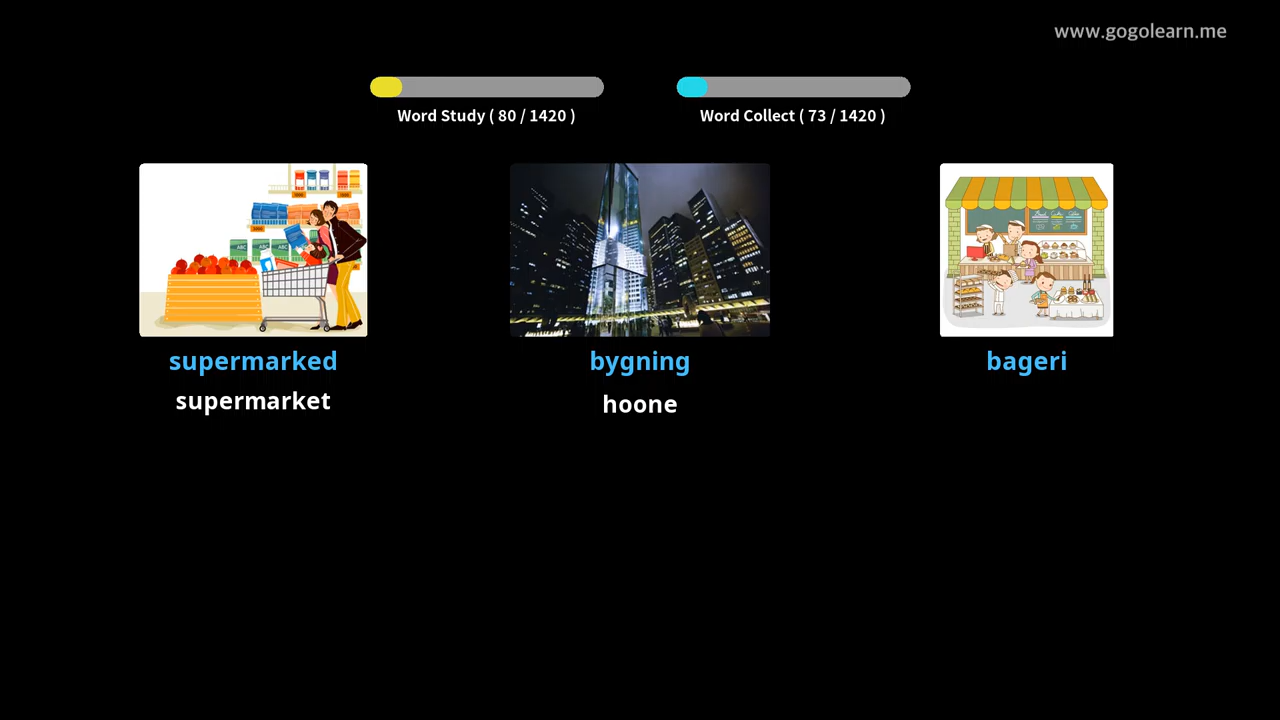 www.gogolearn.me
Word Study ( 80 / 1420 )
Word Collect ( 73 / 1420 )
supermarked
bygning
bageri
supermarket
hoone